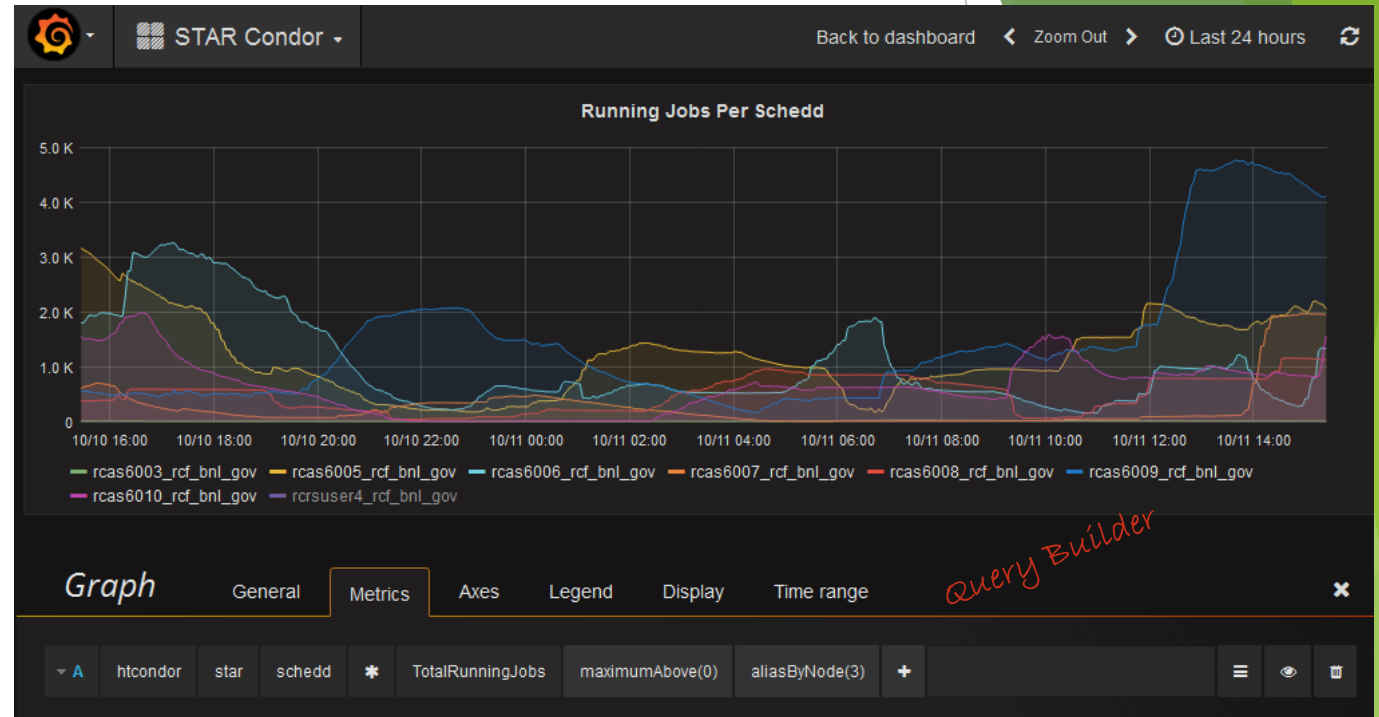 STAR Condor Back to dashboard Zoom Out Last 24 hours
Running Jobs Per Schedd
5.0 K
4.0 K
3.0 K
2.0 K
1.0 K
0
10/10 16:00 10/10 18:00 10/10 20:00 10/10 22:00 10/11 00:00 10/11 02:00 10/11 04:00 10/11 06:00 10/11 08:00 10/11 10:00 10/11 12:00 10/11 14:00
rcas6003_rcf_bnl_gov rcas6005_rcf_bnl_gov rcas6006_rcf_bnl_gov rcas6007_rcf_bnl_gov rcas6008_rcf_bnl_gov rcas6009_rcf_bnl_gov
rcas6010_rcf_bnl_gov rcrsuser4_rcf_bnl_gov
Query Builder
Graph General Metrics Axes Legend Display Time range
A htcondor star schedd * TotalRunningJobs maximumAbove(0) aliasByNode(3) +